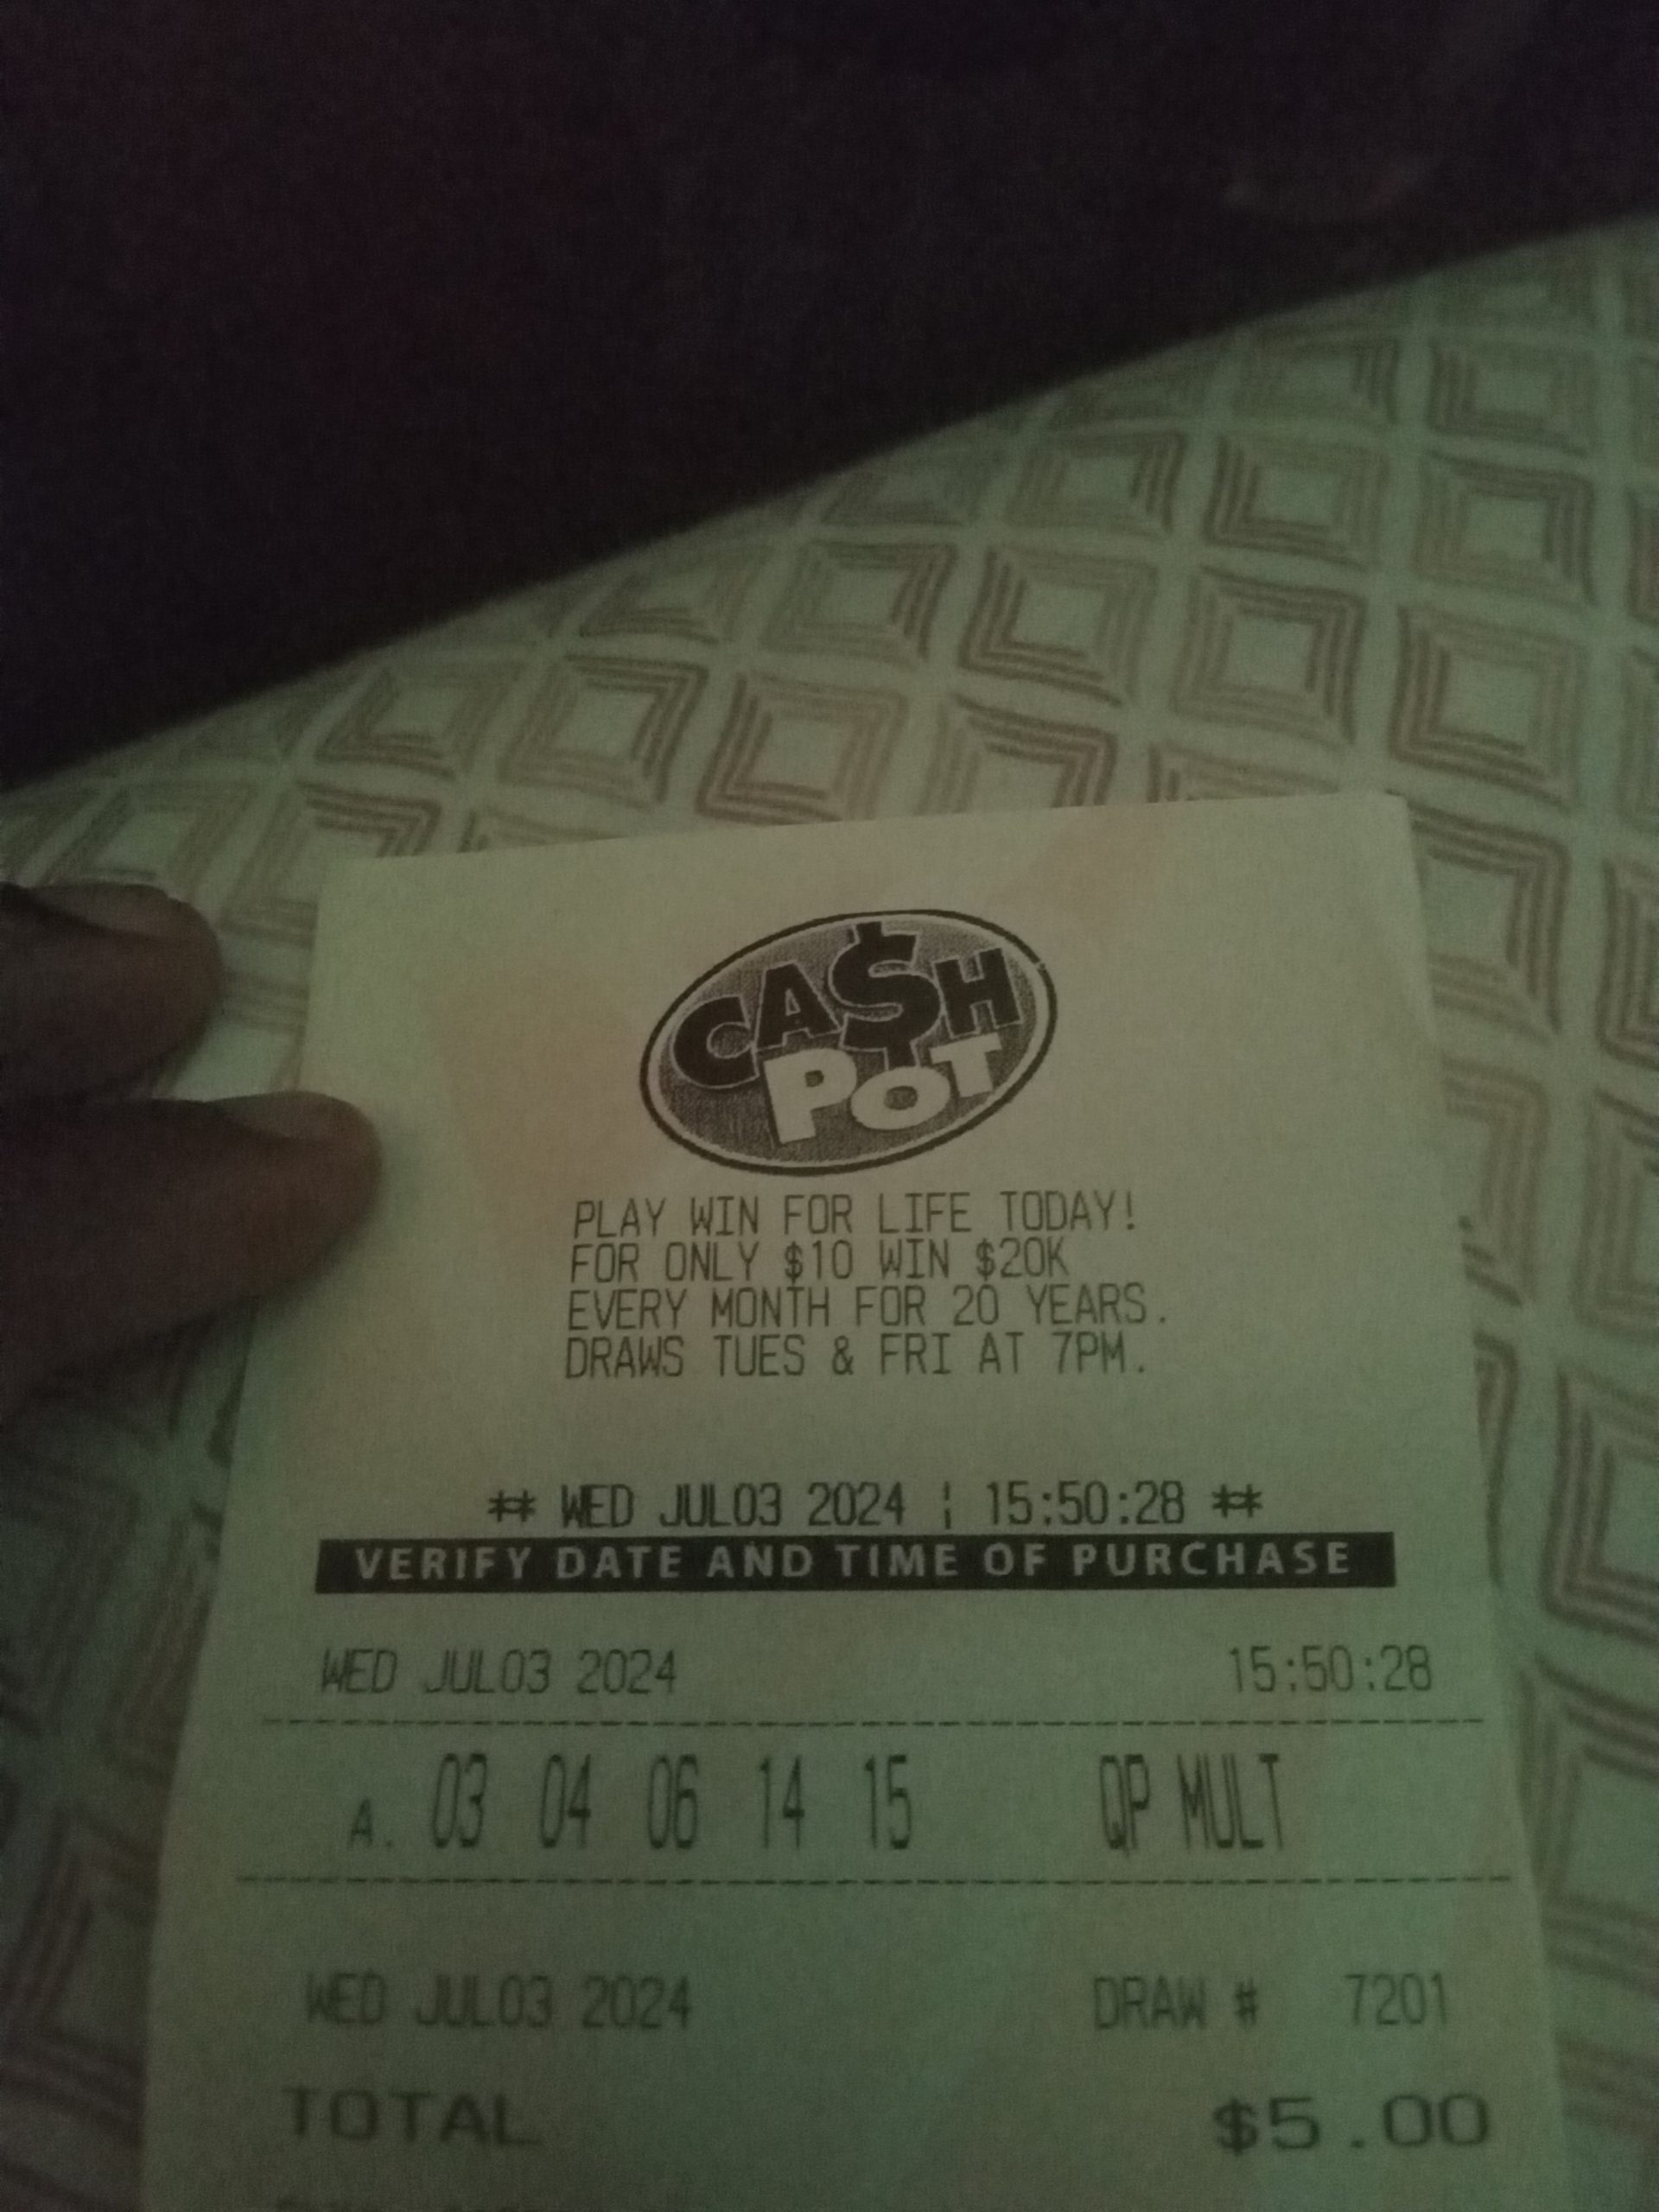 CA$H
POT
PLAY WIN FOR LIFE TODAY!
FOR ONLY $10 WIN $20K
EVERY MONTH FOR 20 YEARS.
DRAWS TUES & FRI AT 7PM.
** WED JUL03 2024 ¦ 15:50:28 **
VERIFY DATE AND TIME OF PURCHASE
WED JUL03 2024 15:50:28
A. 03 04 06 14 15 QP MULT
WED JUL03 2024 DRAW # 7201
TOTAL $5.00